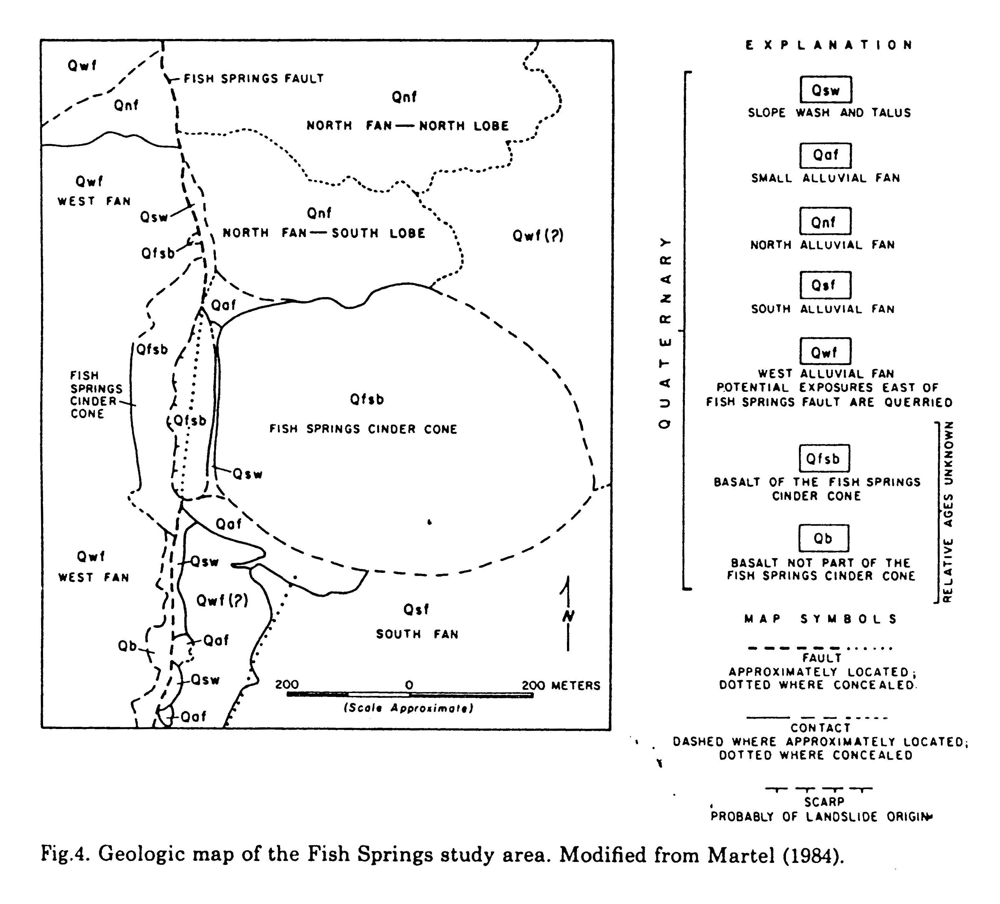 Qwf
FISH SPRINGS FAULT
Qnf
Qnf
NORTH FAN — NORTH LOBE
Qwf
WEST FAN
Qsw
Qnf
NORTH FAN — SOUTH LOBE
Qwf (?)
Qfsb
Qaf
Qfsb
FISH
SPRINGS
CINDER
CONE
Qfsb
Qfsb
FISH SPRINGS CINDER CONE
Qsw
Qaf
Qwf
WEST FAN
Qsw
Qwf (?)
Qsf
SOUTH FAN
N
Qb
Qaf
Qsw
Qaf
200 0 200 METERS
(Scale Approximate)
EXPLANATION
QUATERNARY
Qsw
SLOPE WASH AND TALUS
Qaf
SMALL ALLUVIAL FAN
Qnf
NORTH ALLUVIAL FAN
Qsf
SOUTH ALLUVIAL FAN
Qwf
WEST ALLUVIAL FAN
POTENTIAL EXPOSURES EAST OF
FISH SPRINGS FAULT ARE QUERRIED
Qfsb
BASALT OF THE FISH SPRINGS
CINDER CONE
Qb
BASALT NOT PART OF THE
FISH SPRINGS CINDER CONE
RELATIVE AGES UNKNOWN
MAP SYMBOLS
FAULT
APPROXIMATELY LOCATED;
DOTTED WHERE CONCEALED.
CONTACT
DASHED WHERE APPROXIMATELY LOCATED;
DOTTED WHERE CONCEALED
SCARP
PROBABLY OF LANDSLIDE ORIGIN
Fig.4. Geologic map of the Fish Springs study area. Modified from Martel (1984).